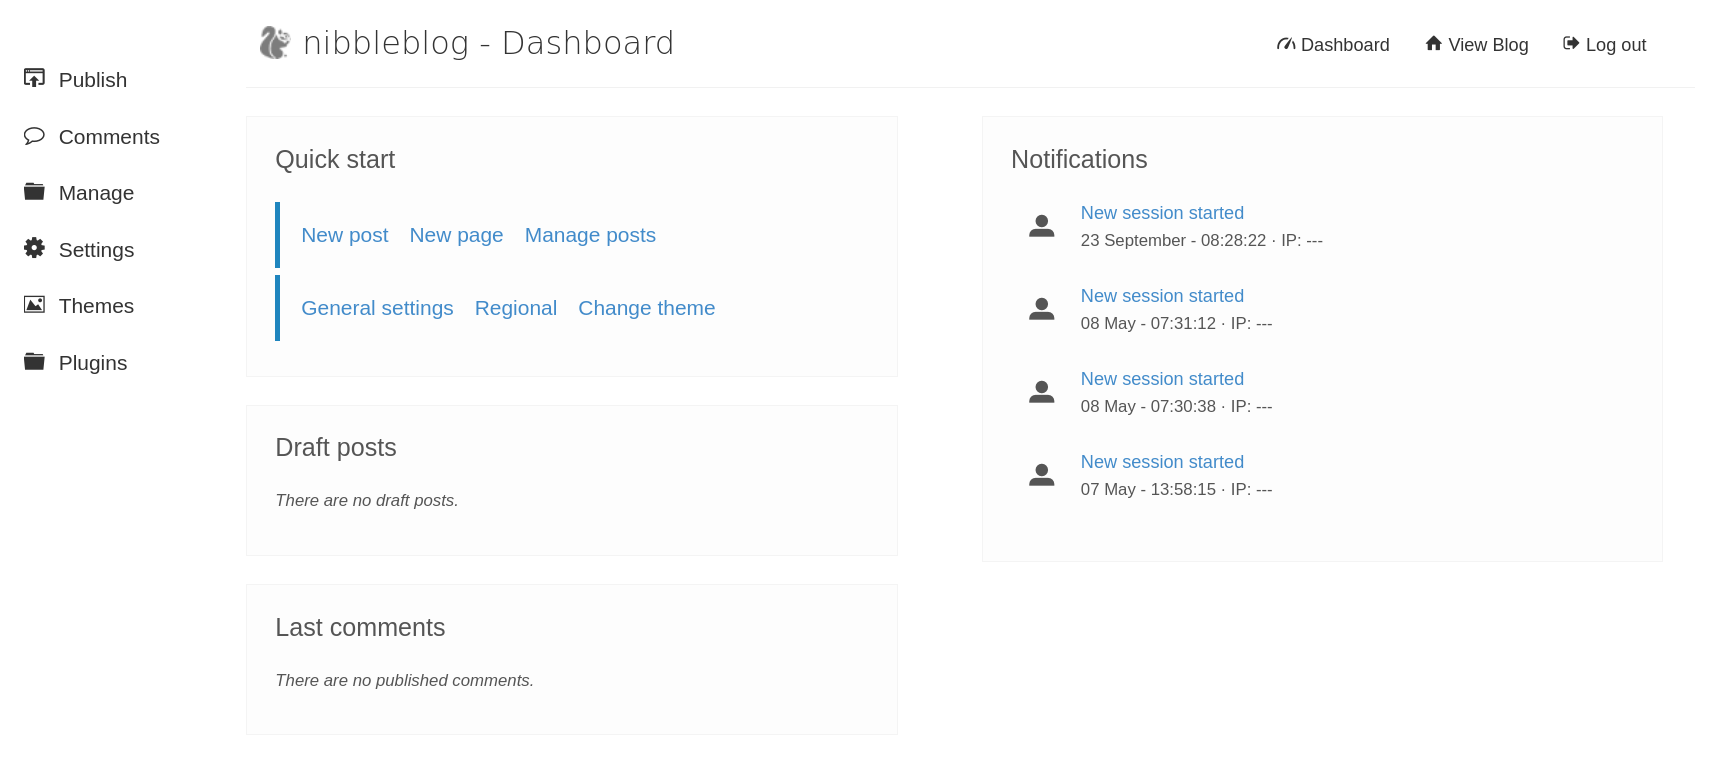 nibbleblog - Dashboard
Dashboard
View Blog
Log out
Publish
Comments
Manage
Settings
Themes
Plugins
Quick start
New post New page Manage posts
General settings Regional Change theme
Draft posts
There are no draft posts.
Last comments
There are no published comments.
Notifications
New session started
23 September - 08:28:22 · IP: ---
New session started
08 May - 07:31:12 · IP: ---
New session started
08 May - 07:30:38 · IP: ---
New session started
07 May - 13:58:15 · IP: ---